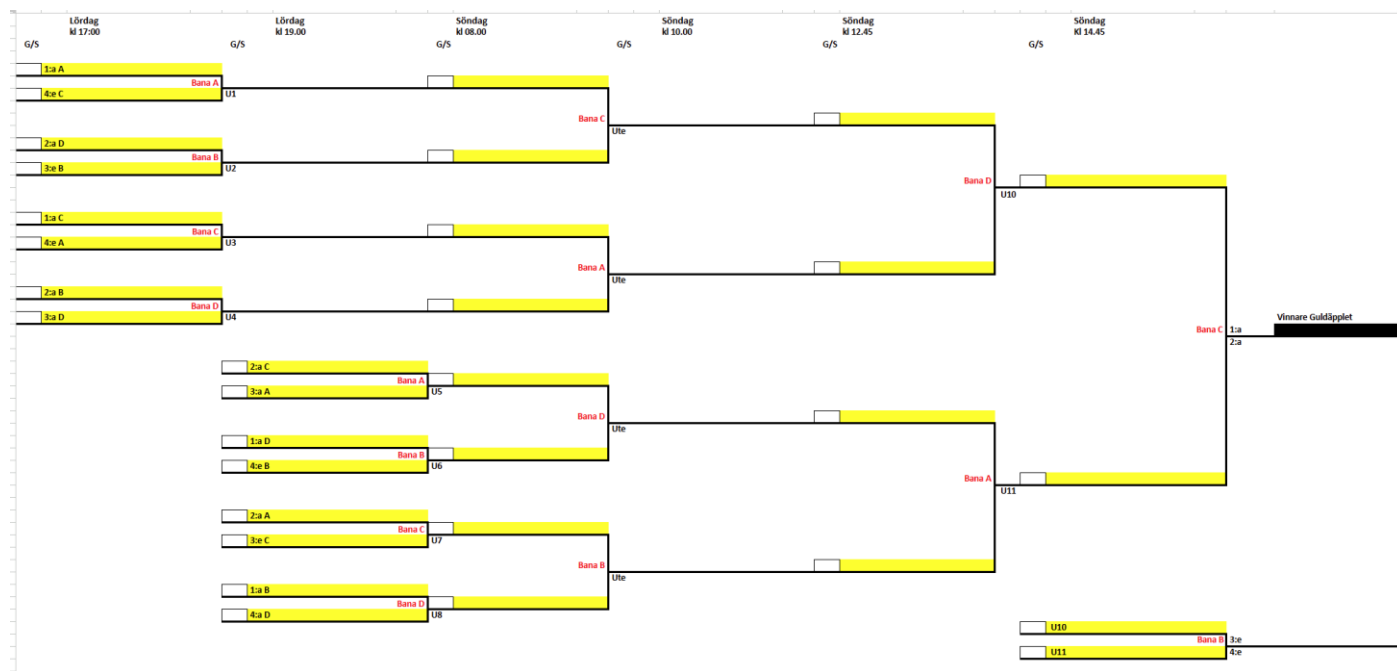 Lördag
kl 17:00
Lördag
kl 19.00
Söndag
kl 08.00
Söndag
kl 10.00
Söndag
kl 12.45
Söndag
Kl 14.45
G/S
G/S
G/S
G/S
G/S
G/S
1:a A
Bana A
4:e C
U1
Bana C
Ute
2:a D
Bana B
3:e B
U2
Bana D
U10
1:a C
Bana C
4:e A
U3
Bana A
Ute
2:a B
Bana D
3:a D
U4
Vinnare Guldäpplet
Bana C
1:a
2:a
2:a C
Bana A
3:a A
U5
Bana D
Ute
1:a D
Bana B
4:e B
U6
Bana A
U11
2:a A
Bana C
3:e C
U7
Bana B
Ute
1:a B
Bana D
4:a D
U8
U10
Bana B
3:e
U11
4:e